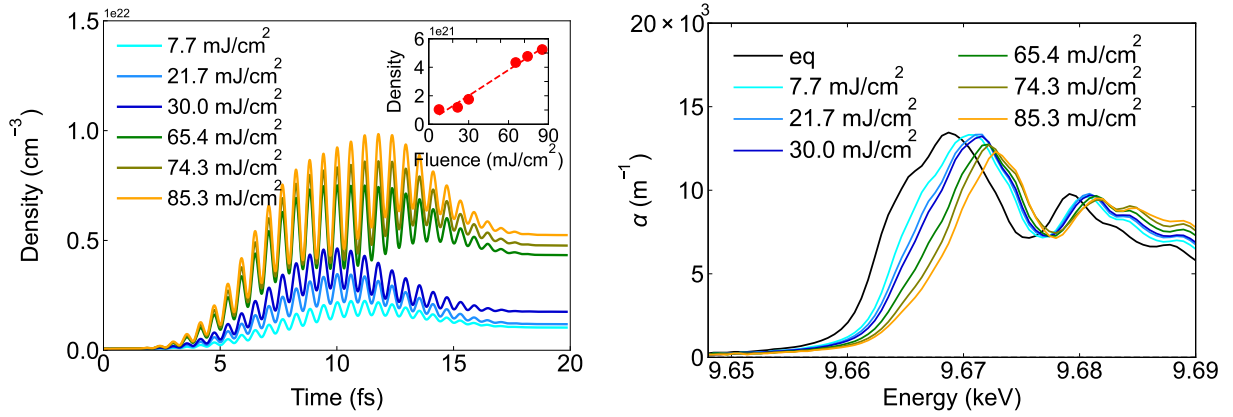 1e22
1.5
1.0
0.5
0.0
Density (cm⁻³)
7.7 mJ/cm²
21.7 mJ/cm²
30.0 mJ/cm²
65.4 mJ/cm²
74.3 mJ/cm²
85.3 mJ/cm²
1e21
6
4
2
0
Density
0 30 60 90
Fluence (mJ/cm²)
0 5 10 15 20
Time (fs)
20 × 10³
15
10
5
0
α (m⁻¹)
eq
7.7 mJ/cm²
21.7 mJ/cm²
30.0 mJ/cm²
65.4 mJ/cm²
74.3 mJ/cm²
85.3 mJ/cm²
9.65 9.66 9.67 9.68 9.69
Energy (keV)